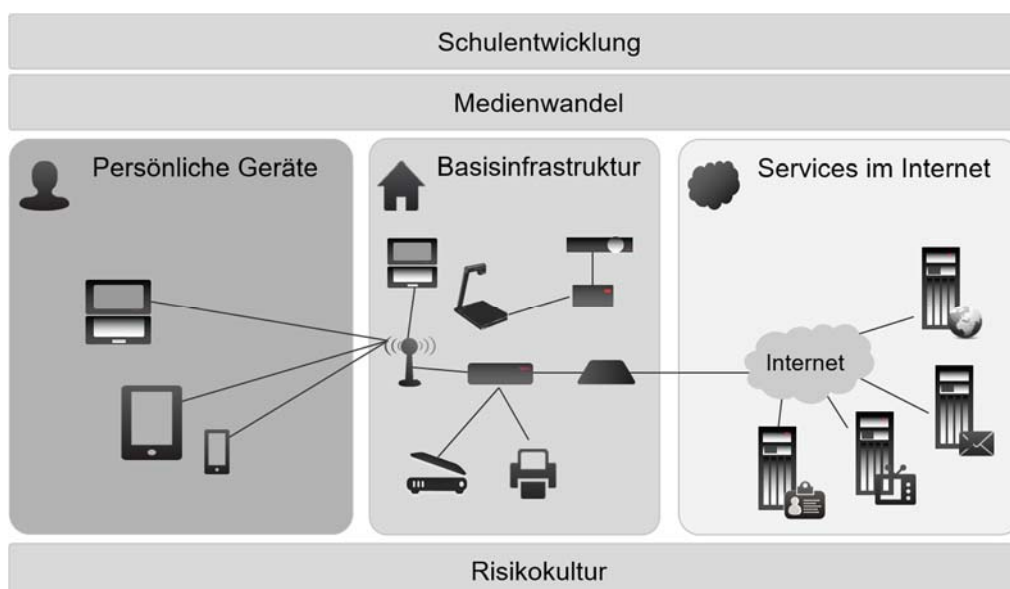 Schulentwicklung
Medienwandel
Persönliche Geräte
Basisinfrastruktur
Services im Internet
Internet
Risikokultur